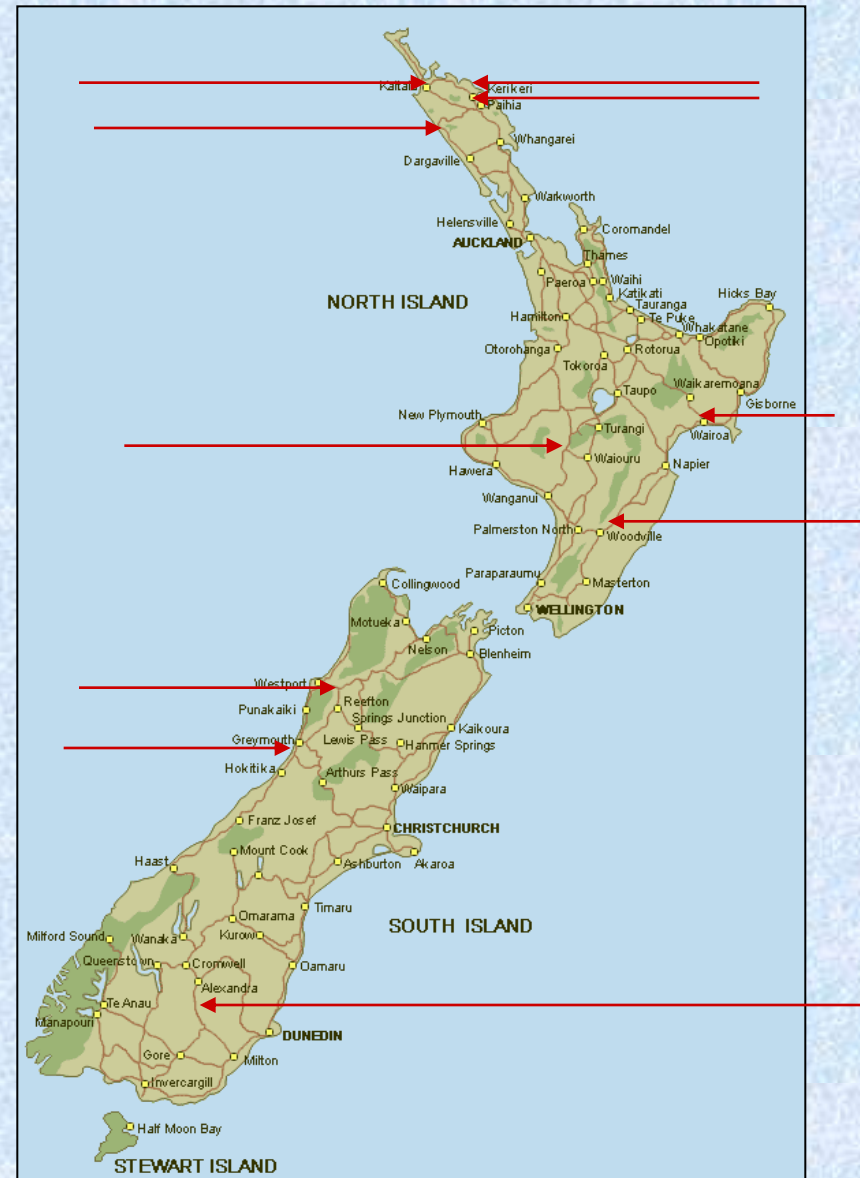 Kaitaia
Kerikeri
Paihia
Whangarei
Dargaville
Warkworth
Helensville
Coromandel
AUCKLAND
Thames
Paeroa
Waihi
Katikati
Hicks Bay
NORTH ISLAND
Tauranga
Hamilton
Te Puke
Whakatane
Opotiki
Otorohanga
Rotorua
Tokoroa
Waikaremoana
Taupo
Gisborne
New Plymouth
Turangi
Wairoa
Waiouru
Napier
Hawera
Wanganui
Palmerston North
Woodville
Paraparaumu
Masterton
Collingwood
WELLINGTON
Motueka
Picton
Nelson
Blenheim
Westport
Reefton
Punakaiki
Springs Junction
Kaikoura
Greymouth
Lewis Pass
Hanmer Springs
Hokitika
Arthurs Pass
Waipara
Franz Josef
CHRISTCHURCH
Mount Cook
Haast
Ashburton
Akaroa
Timaru
Omarama
SOUTH ISLAND
Milford Sound
Wanaka
Kurow
Queenstown
Cromwell
Oamaru
Alexandra
Te Anau
Manapouri
DUNEDIN
Gore
Milton
Invercargill
Half Moon Bay
STEWART ISLAND